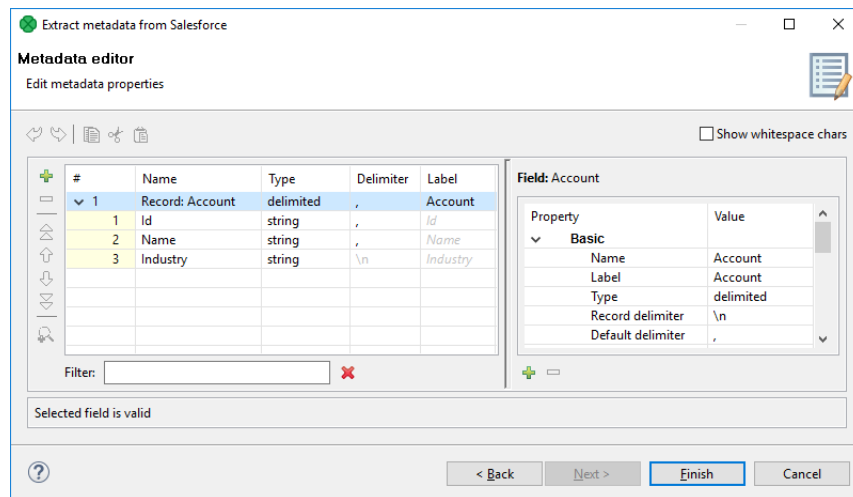 Extract metadata from Salesforce
Metadata editor
Edit metadata properties
Show whitespace chars
# Name Type Delimiter Label
1 Record: Account delimited , Account
1 Id string , Id
2 Name string , Name
3 Industry string \n Industry
Filter:
Field: Account
Property Value
Basic
Name Account
Label Account
Type delimited
Record delimiter \n
Default delimiter ,
Selected field is valid
?
< Back Next > Finish Cancel